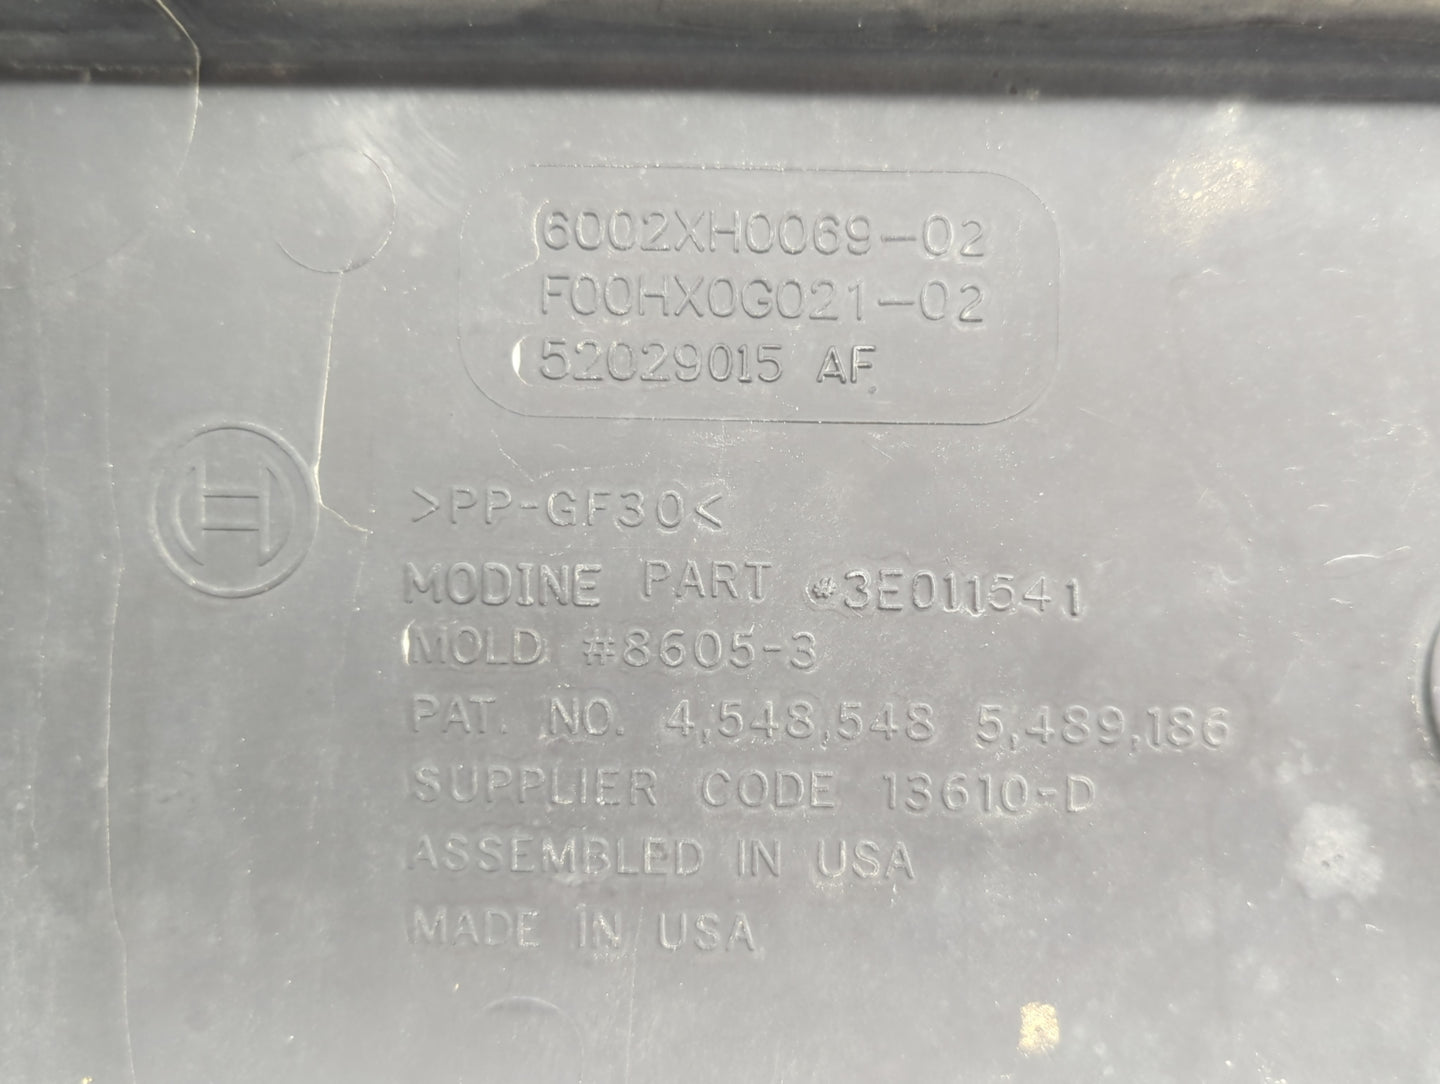 6002XH0069-02
F00HX0G021-02
52029015 AF
>PP-GF30<
MODINE PART #3E011541
MOLD #8605-3
PAT. NO. 4,548,548 5,489,186
SUPPLIER CODE 13610-D
ASSEMBLED IN USA
MADE IN USA